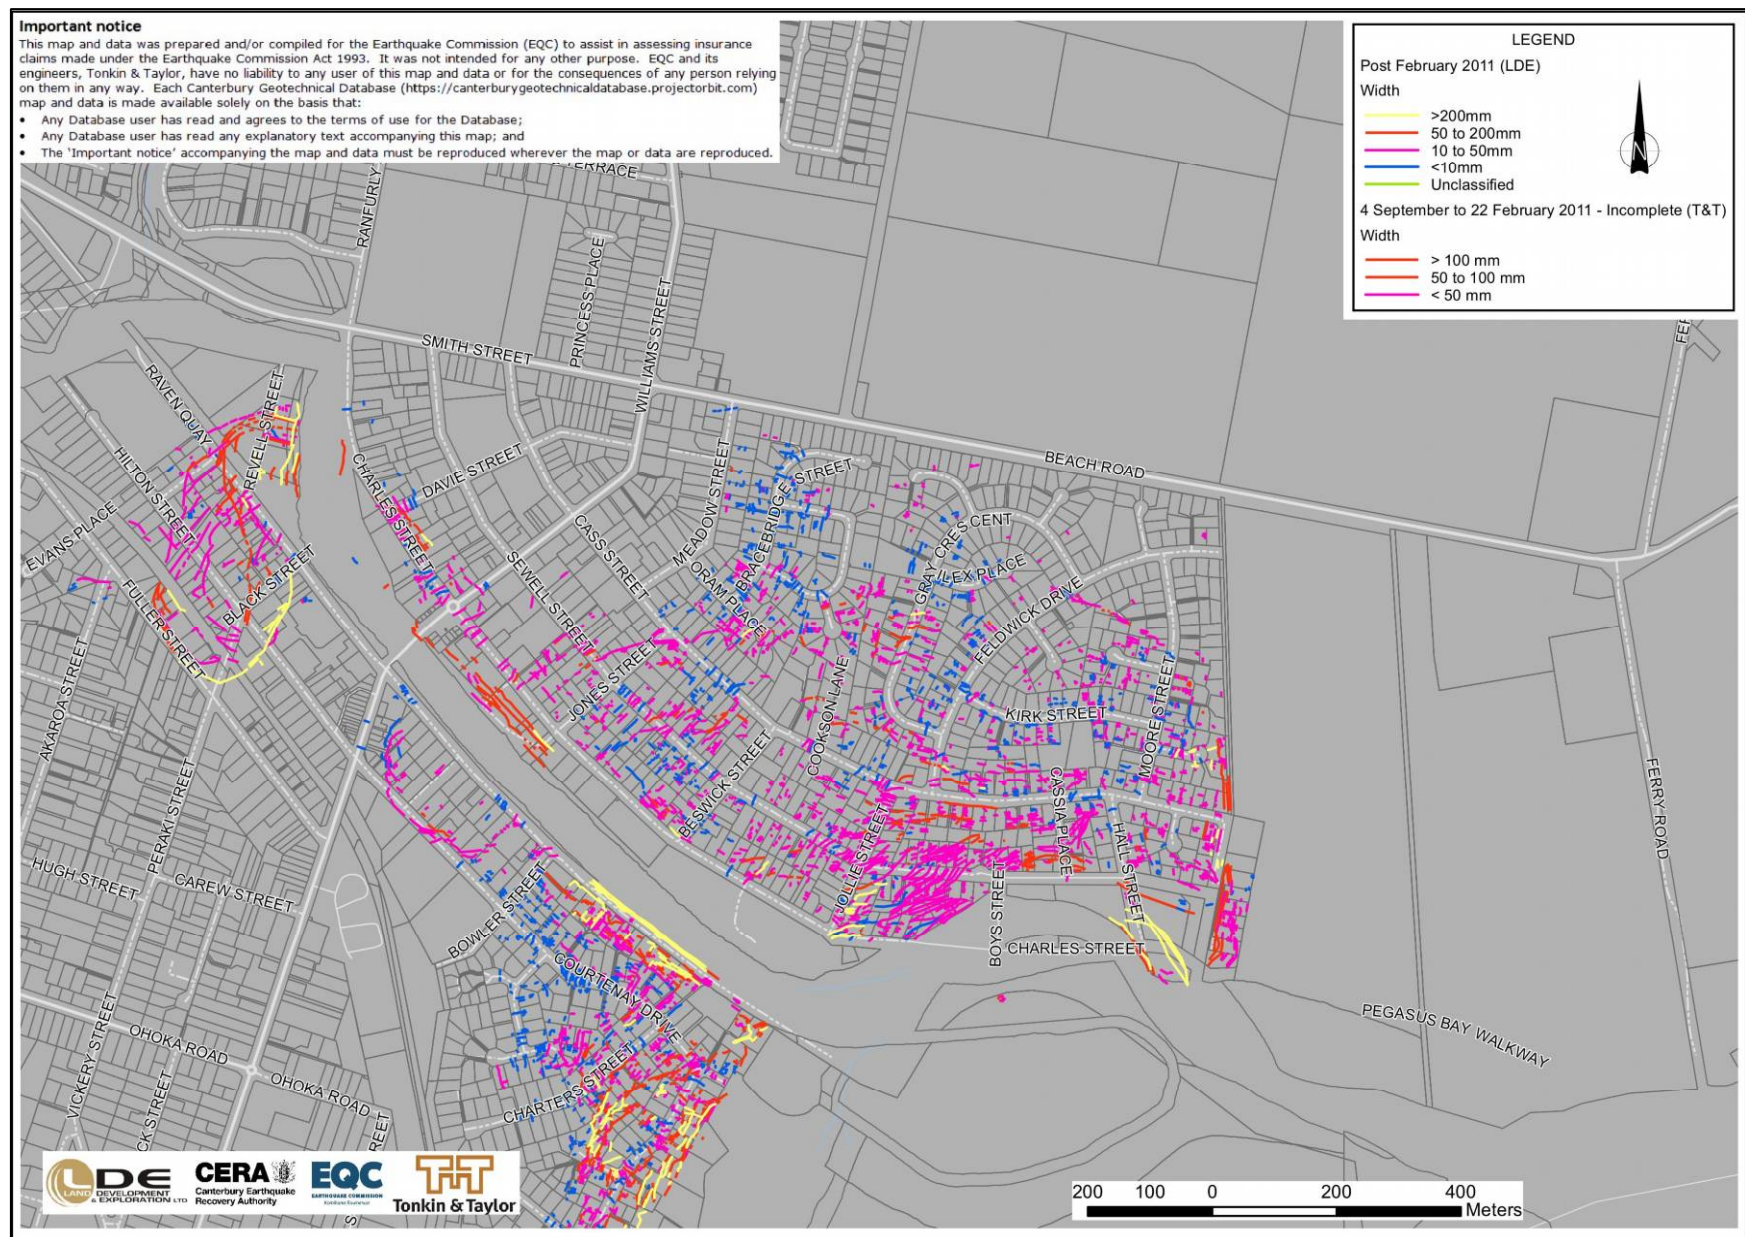 Important notice
This map and data was prepared and/or compiled for the Earthquake Commission (EQC) to assist in assessing insurance
claims made under the Earthquake Commission Act 1993. It was not intended for any other purpose. EQC and its
engineers, Tonkin & Taylor, have no liability to any user of this map and data or for the consequences of any person relying
on them in any way. Each Canterbury Geotechnical Database (https://canterburygeotechnicaldatabase.projectorbit.com)
map and data is made available solely on the basis that:
• Any Database user has read and agrees to the terms of use for the Database;
• Any Database user has read any explanatory text accompanying this map; and
• The 'Important notice' accompanying the map and data must be reproduced wherever the map or data are reproduced.
LEGEND
Post February 2011 (LDE)
Width
>200mm
50 to 200mm
10 to 50mm
<10mm
Unclassified
4 September to 22 February 2011 - Incomplete (T&T)
Width
> 100 mm
50 to 100 mm
< 50 mm
N
TERRACE
RANFURLY
PRINCESS PLACE
WILLIAMS STREET
SMITH STREET
FER
RAVEN QUAY
REVELL STREET
HILTON STREET
EVANS PLACE
CHARLES STREET
DAVIE STREET
MEADOW STREET
BRACEBRIDGE STREET
BEACH ROAD
CASS STREET
SEWELL STREET
ORAM PLACE
GRAY CRESCENT
ILEX PLACE
FELDWICK DRIVE
BLACK STREET
FULLER STREET
AKAROA STREET
JONES STREET
COOKSON LANE
KIRK STREET
MOORE STREET
BESWICK STREET
CASSIA PLACE
HALL STREET
FERRY ROAD
PERAKI STREET
HUGH STREET
CAREW STREET
JOLLIE STREET
BOYS STREET
CHARLES STREET
BOWLER STREET
COURTENAY DRIVE
PEGASUS BAY WALKWAY
VICKERY STREET
OHOKA ROAD
OHOKA ROAD
CHARTERS STREET
CK STREET
S
REET
LDE
LAND DEVELOPMENT
& EXPLORATION LTD
CERA
Canterbury Earthquake
Recovery Authority
EQC
EARTHQUAKE COMMISSION
T+T
Tonkin & Taylor
200 100 0 200 400
Meters